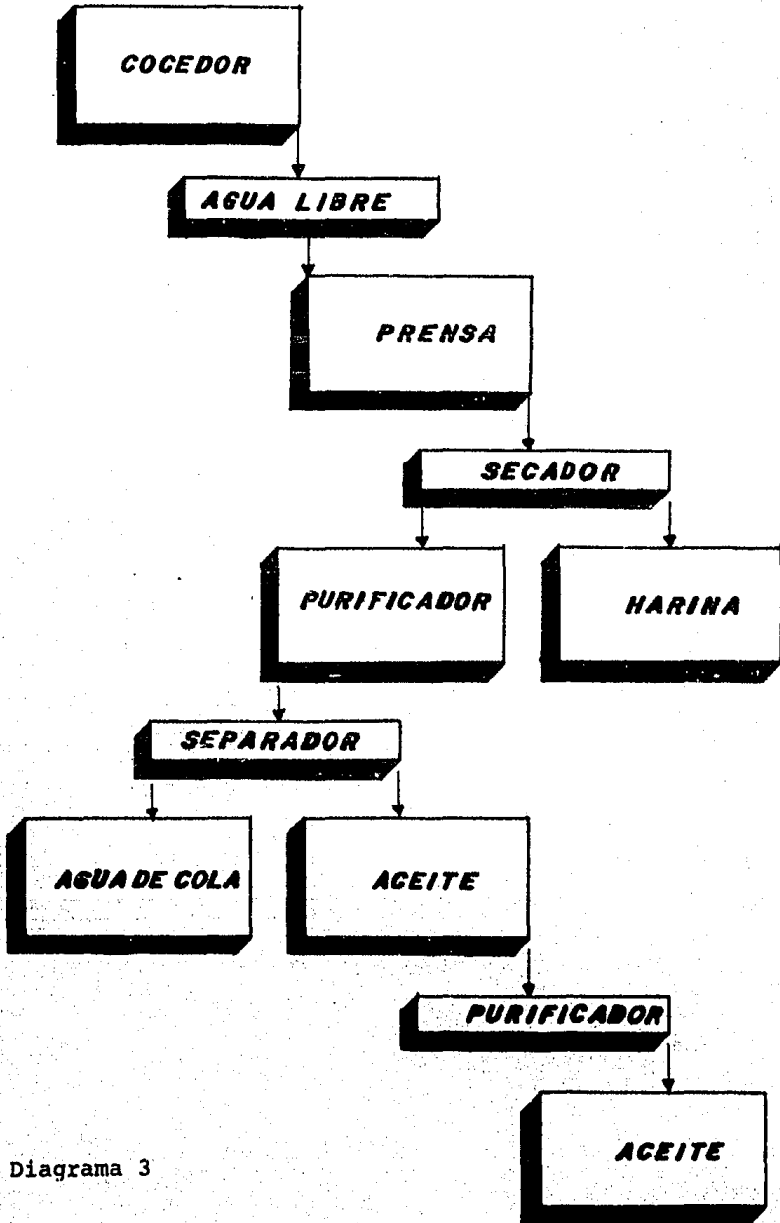 COCEDOR
AGUA LIBRE
PRENSA
SECADOR
PURIFICADOR
HARINA
SEPARADOR
AGUA DE COLA
ACEITE
PURIFICADOR
ACEITE
Diagrama 3